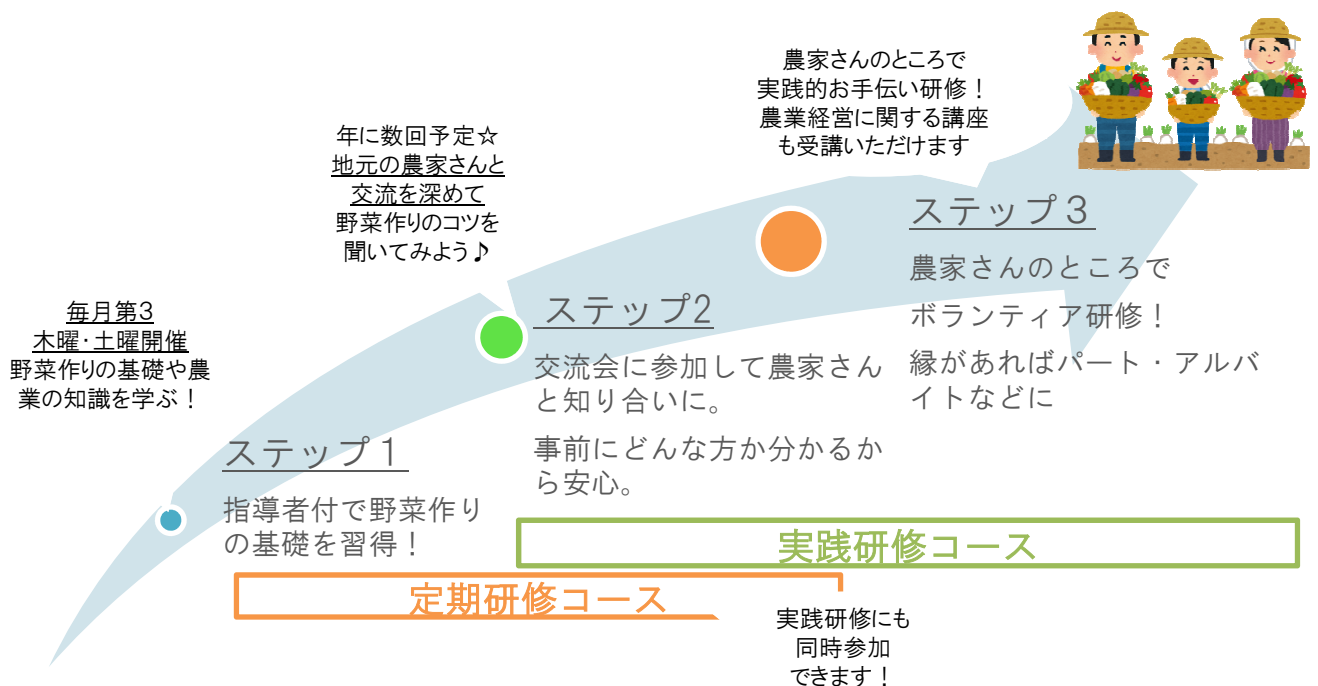 毎月第3
木曜・土曜開催
野菜作りの基礎や農
業の知識を学ぶ！
ステップ１
指導者付で野菜作り
の基礎を習得！
年に数回予定☆
地元の農家さんと
交流を深めて
野菜作りのコツを
聞いてみよう♪
ステップ2
交流会に参加して農家さん
と知り合いに。
事前にどんな方か分かるか
ら安心。
農家さんのところで
実践的お手伝い研修！
農業経営に関する講座
も受講いただけます
ステップ３
農家さんのところで
ボランティア研修！
縁があればパート・アルバ
イトなどに
実践研修コース
定期研修コース
実践研修にも
同時参加
できます！